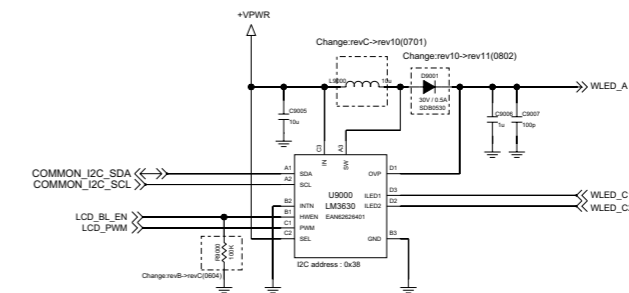 +VPWR
Change:revC->rev10(0701)
Change:rev10->rev11(0802)
L9000
10u
D9001
30V / 0.5A
SDB0530
WLED_A
C9005
10u
C9006
1u
C9007
100p
C3
A3
IN
SW
COMMON_I2C_SDA
A1
SDA
OVP
D1
COMMON_I2C_SCL
A2
SCL
U9000
LM3630
EAN62626401
ILED1
D3
WLED_C
B2
INTN
ILED2
D2
WLED_C
LCD_BL_EN
B1
HWEN
LCD_PWM
C1
PWM
C2
SEL
GND
B3
R9000
100K
I2C address : 0x38
Change:revB->revC(0604)